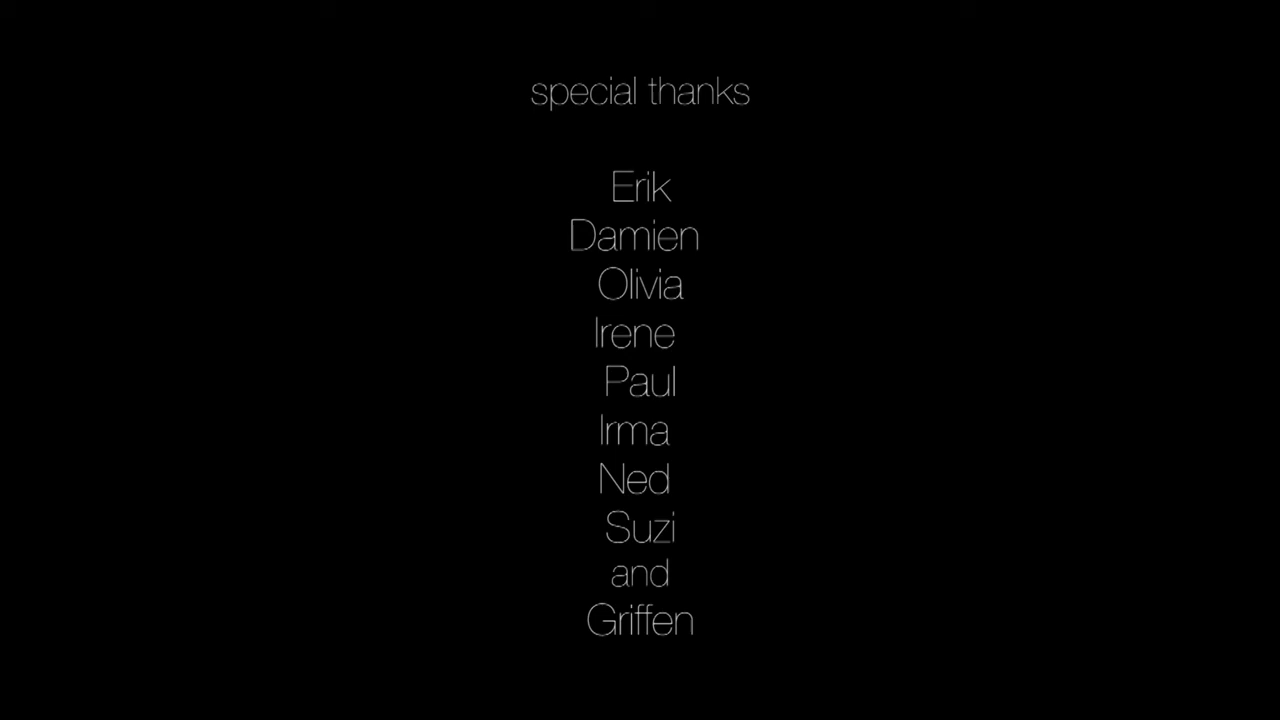 special thanks
Erik
Damien
Olivia
Irene
Paul
Irma
Ned
Suzi
and
Griffen